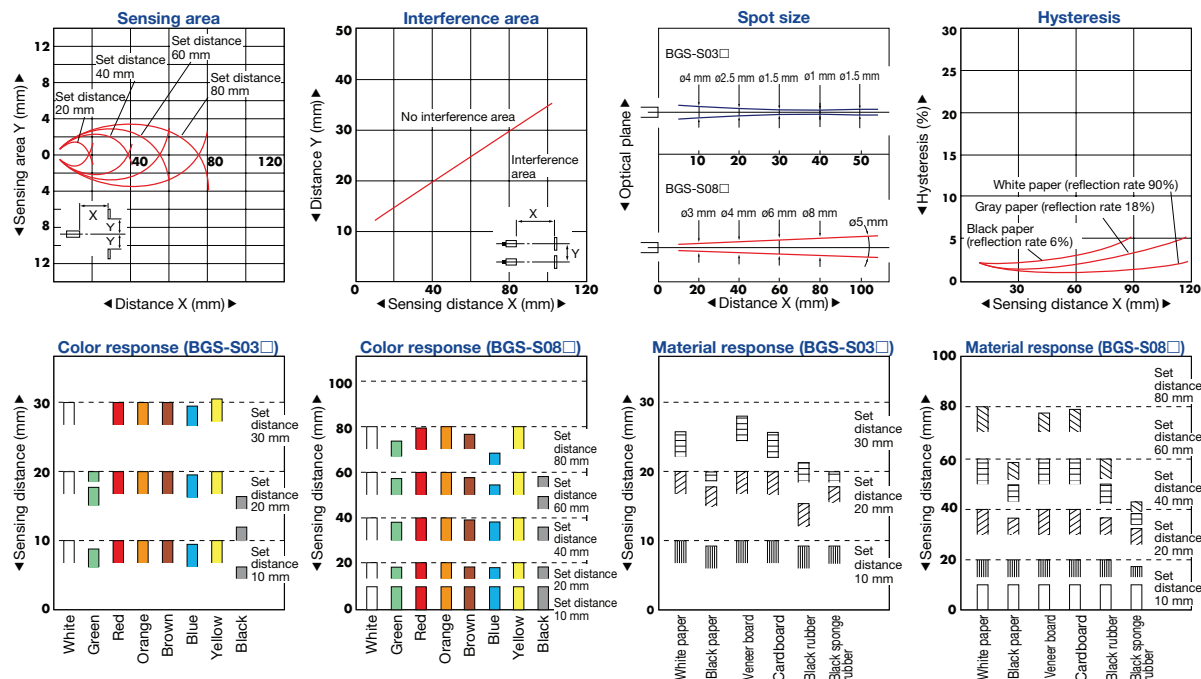 Sensing area
14
8
4
2
0
4
8
12
40
80
120
Set distance
60 mm
Set distance
40 mm
Set distance
80 mm
Set distance
20 mm
X
Y
Y
◄Sensing area Y (mm)►
◄Distance X (mm)►
Interference area
50
40
30
20
10
0
40
80
120
No interference area
Interference
area
X
Y
◄Distance Y (mm)►
◄Sensing distance X (mm)►
Spot size
BGS-S03□
ø4 mm ø2.5 mm ø1.5 mm ø1 mm ø1.5 mm
10 20 30 40 50
BGS-S08□
ø3 mm ø4 mm ø6 mm ø8 mm
ø5 mm
0 20 40 60 80 100
◄Optical plane►
◄Distance X (mm)►
Hysteresis
30
25
20
15
10
5
0
30 60 90 120
White paper (reflection rate 90%)
Gray paper (reflection rate 18%)
Black paper
(reflection rate 6%)
◄Hysteresis (%)►
◄Sensing distance X (mm)►
Color response (BGS-S03□)
30
20
10
0
Set
distance
30 mm
Set
distance
20 mm
Set
distance
10 mm
◄Sensing distance (mm)►
White
Green
Red
Orange
Brown
Blue
Yellow
Black
Color response (BGS-S08□)
100
80
60
40
20
0
Set
distance
80 mm
Set
distance
60 mm
Set
distance
40 mm
Set distance
20 mm
Set distance
10 mm
◄Sensing distance (mm)►
White
Green
Red
Orange
Brown
Blue
Yellow
Black
Material response (BGS-S03□)
30
20
10
0
Set
distance
30 mm
Set
distance
20 mm
Set
distance
10 mm
◄Sensing distance (mm)►
White paper
Black paper
Veneer board
Cardboard
Black rubber
Black sponge
rubber
Material response (BGS-S08□)
100
80
60
40
20
0
Set
distance
80 mm
Set
distance
60 mm
Set
distance
40 mm
Set
distance
20 mm
Set
distance
10 mm
◄Sensing distance (mm)►
White paper
Black paper
Veneer board
Cardboard
Black rubber
Black sponge
rubber